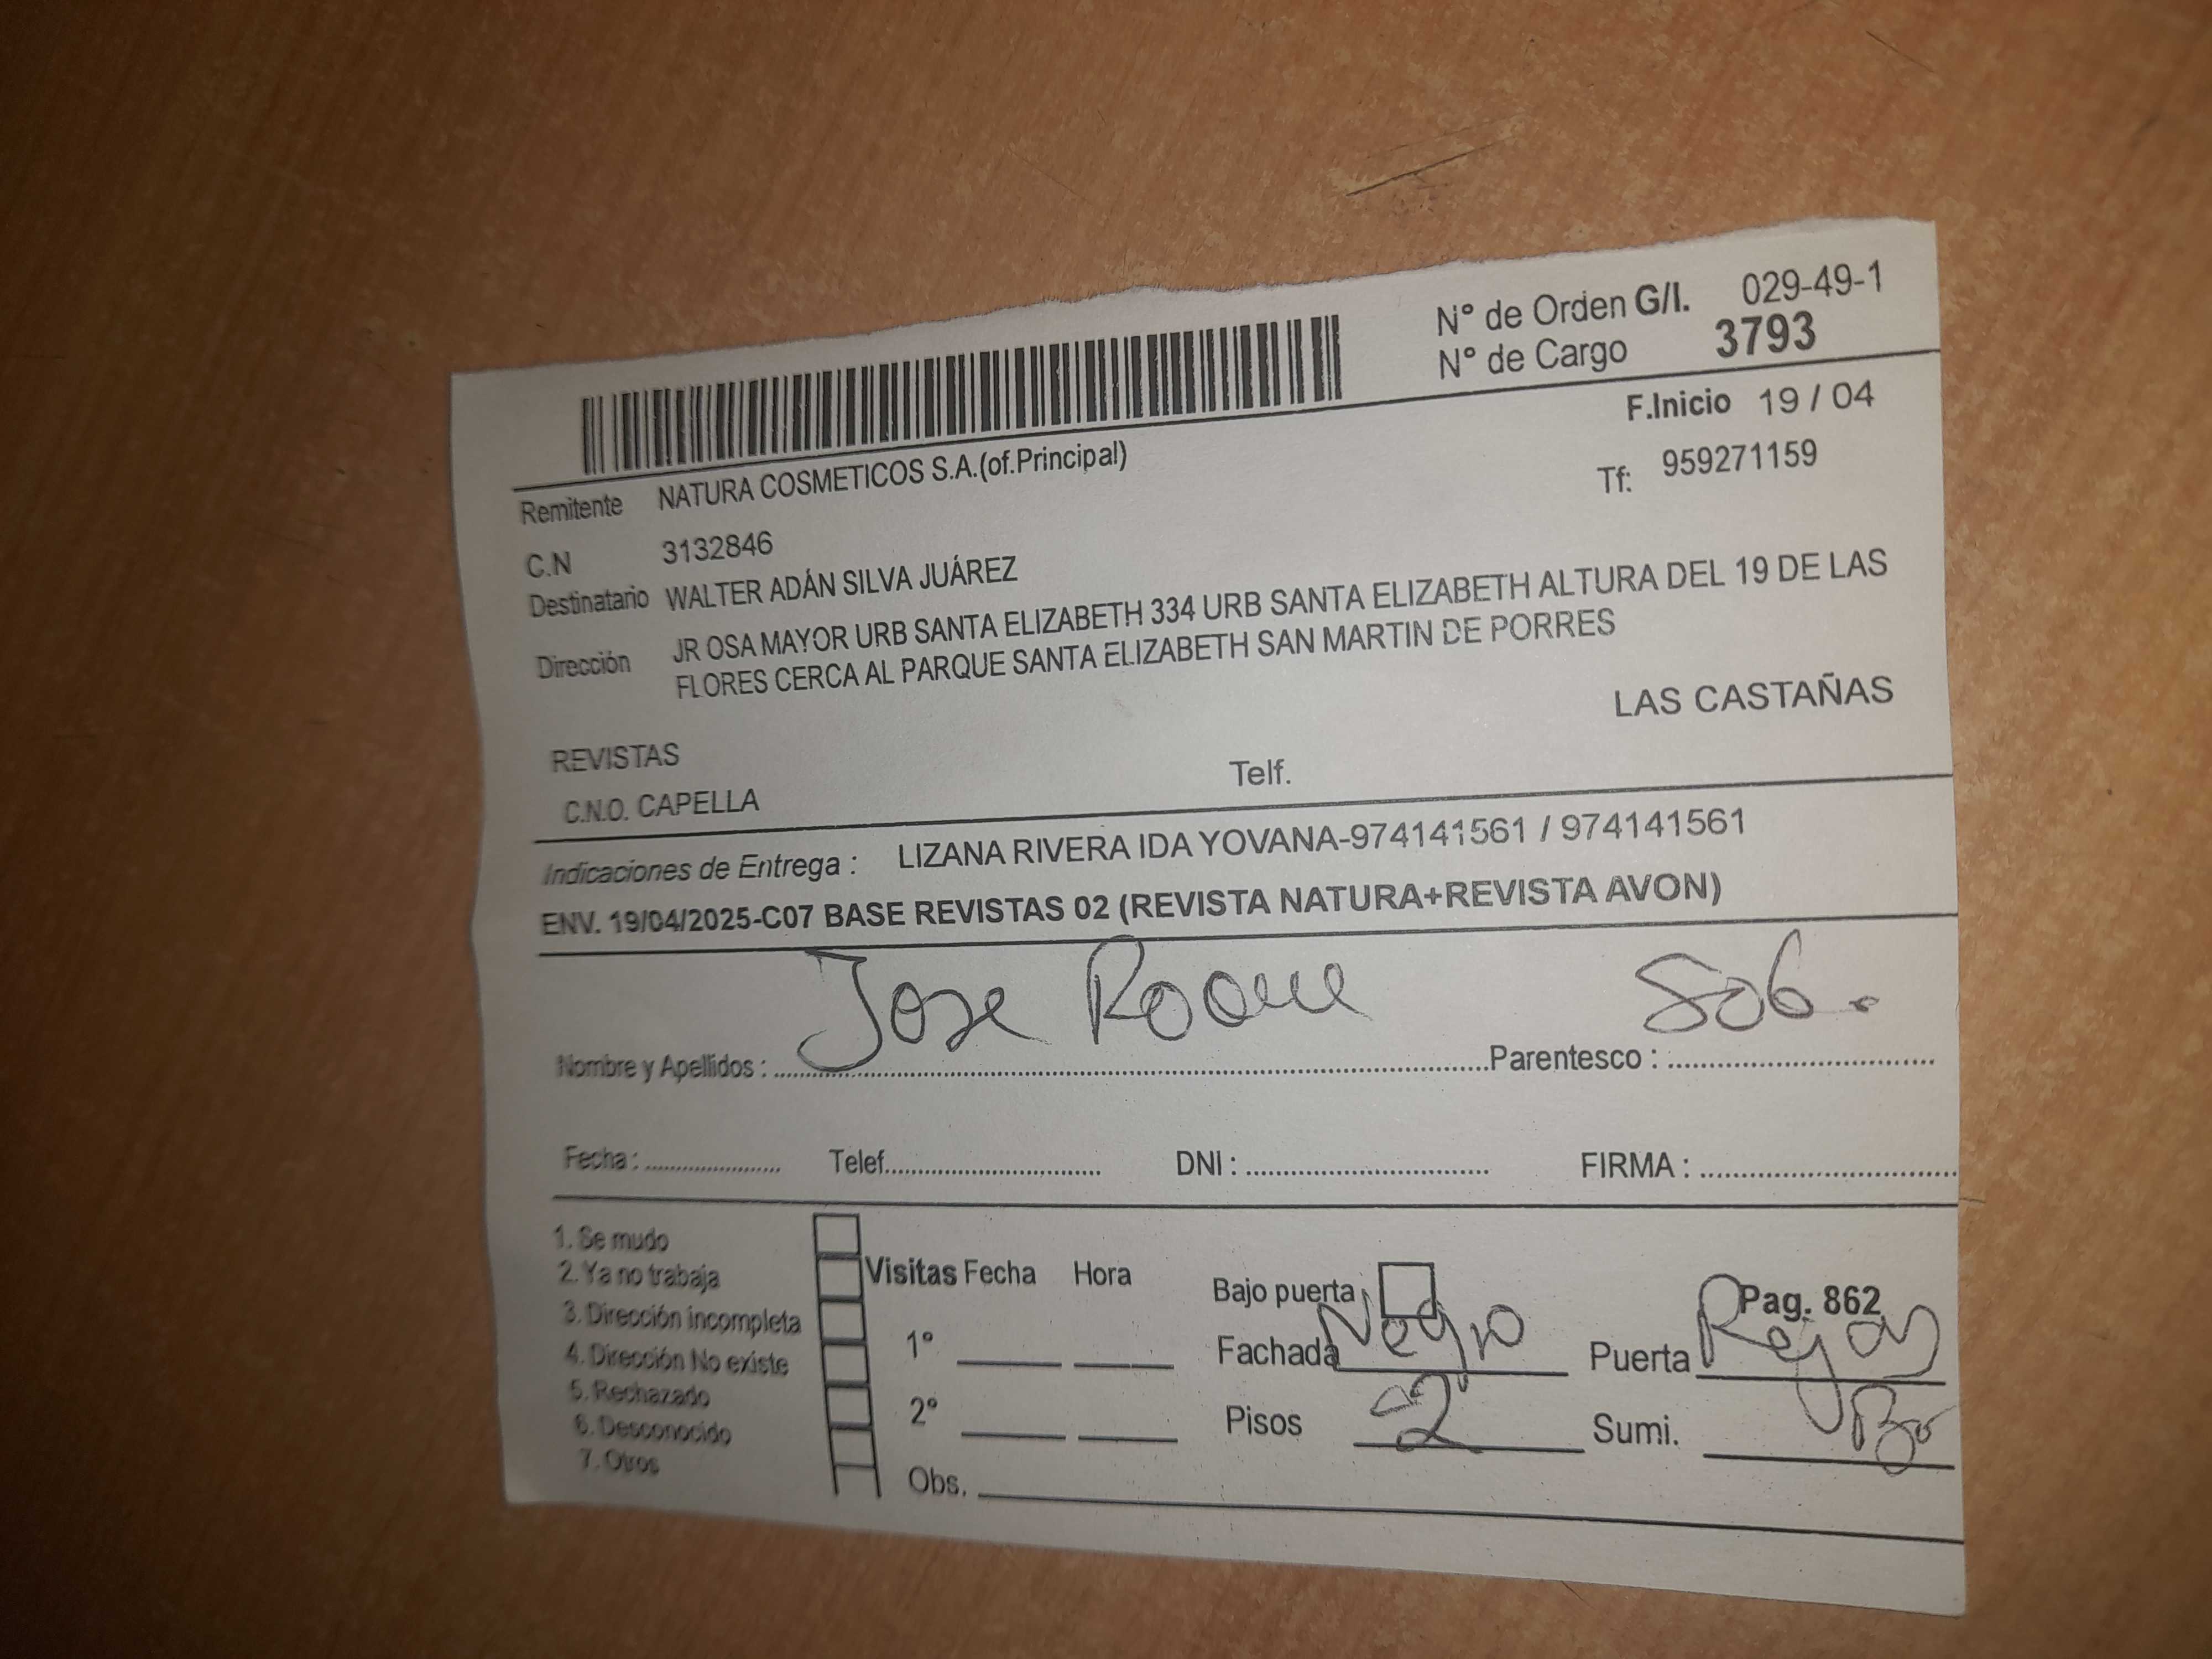 N° de Orden G/I. 029-49-1
N° de Cargo 3793
F.Inicio 19 / 04
Remitente NATURA COSMETICOS S.A.(of.Principal)
Tf: 959271159
C.N 3132846
Destinatario WALTER ADÁN SILVA JUÁREZ
Dirección JR OSA MAYOR URB SANTA ELIZABETH 334 URB SANTA ELIZABETH ALTURA DEL 19 DE LAS
FLORES CERCA AL PARQUE SANTA ELIZABETH SAN MARTIN DE PORRES
LAS CASTAÑAS
REVISTAS
C.N.O. CAPELLA Telf.
Indicaciones de Entrega : LIZANA RIVERA IDA YOVANA-974141561 / 974141561
ENV. 19/04/2025-C07 BASE REVISTAS 02 (REVISTA NATURA+REVISTA AVON)
Jose Roque Sob.
Nombre y Apellidos : Parentesco :
Fecha : Telef. DNI : FIRMA :
1. Se mudo
2. Ya no trabaja
3. Dirección incompleta
4. Dirección No existe
5. Rechazado
6. Desconocido
7. Otros
Visitas Fecha Hora
1°
2°
Obs.
Bajo puerta Pag. 862
Fachada Negro Puerta Rejas
Pisos 2 Sumi.